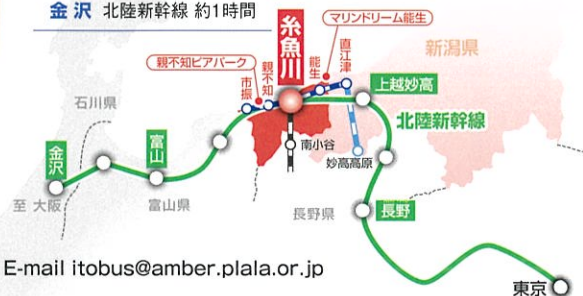 金沢 北陸新幹線 約1時間
マリンドリーム能生
糸魚川
直江津
能生
親不知ピアパーク
親不知
市振
新潟県
上越妙高
北陸新幹線
石川県
富山
金沢
南小谷
妙高高原
至 大阪
富山県
長野県
長野
E-mail itobus@amber.plala.or.jp
東京